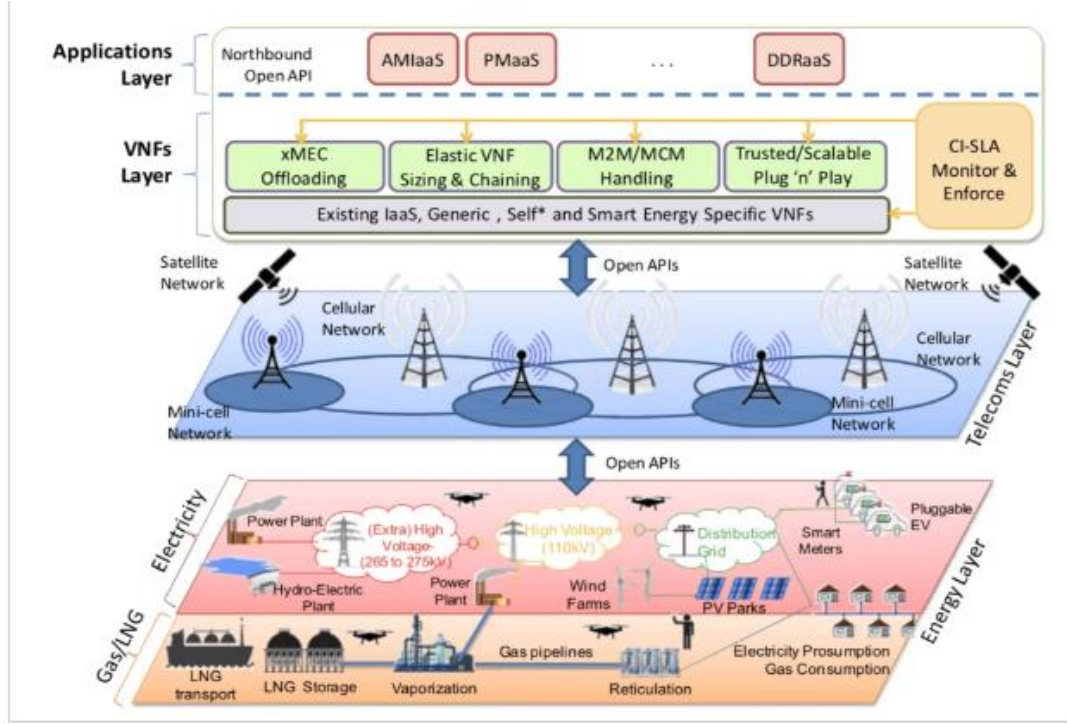 Applications
Layer
Northbound
Open API
AMIaaS
PMaaS
...
DDRaaS
VNFs
Layer
xMEC
Offloading
Elastic VNF
Sizing & Chaining
M2M/MCM
Handling
Trusted/Scalable
Plug 'n' Play
CI-SLA
Monitor &
Enforce
Existing IaaS, Generic , Self* and Smart Energy Specific VNFs
Satellite
Network
Open APIs
Satellite
Network
Cellular
Network
Cellular
Network
Mini-cell
Network
Mini-cell
Network
Telecoms Layer
Open APIs
Electricity
Power Plant
(Extra) High
Voltage-
(265 to 275kV)
High Voltage
(110kV)
Distribution
Grid
Smart
Meters
Pluggable
EV
Hydro-Electric
Plant
Power
Plant
Wind
Farms
PV Parks
Energy Layer
Gas/LNG
LNG
transport
LNG Storage
Vaporization
Gas pipelines
Reticulation
Electricity Prosumption
Gas Consumption